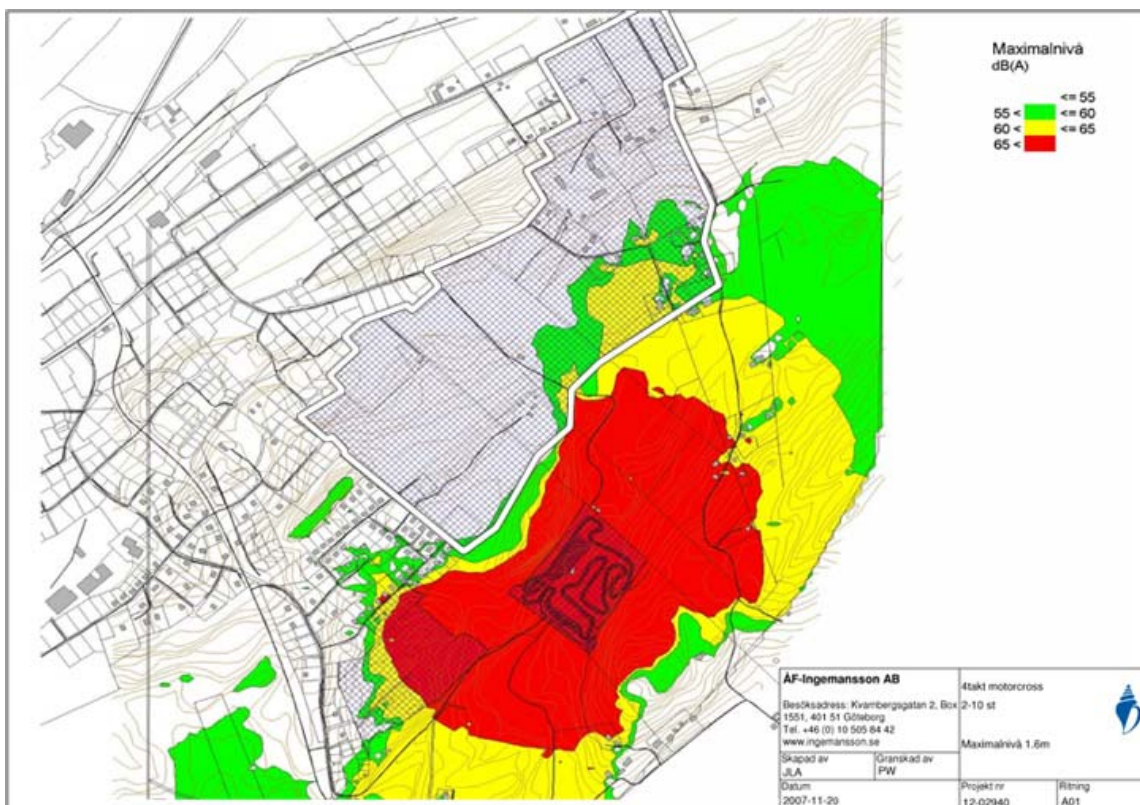 Maximalnivå
dB(A)
<= 55
55 < <= 60
60 < <= 65
65 <
ÅF-Ingemansson AB
Besöksadress: Kvarnbergsgatan 2, Box
1551, 401 51 Göteborg
Tel. +46 (0) 10 505 84 42
www.ingemansson.se
4takt motorcross
2-10 st
Maximalnivå 1.6m
Skapad av
JLA
Granskad av
PW
Datum
2007-11-20
Projekt nr
12-02940
Ritning
A01